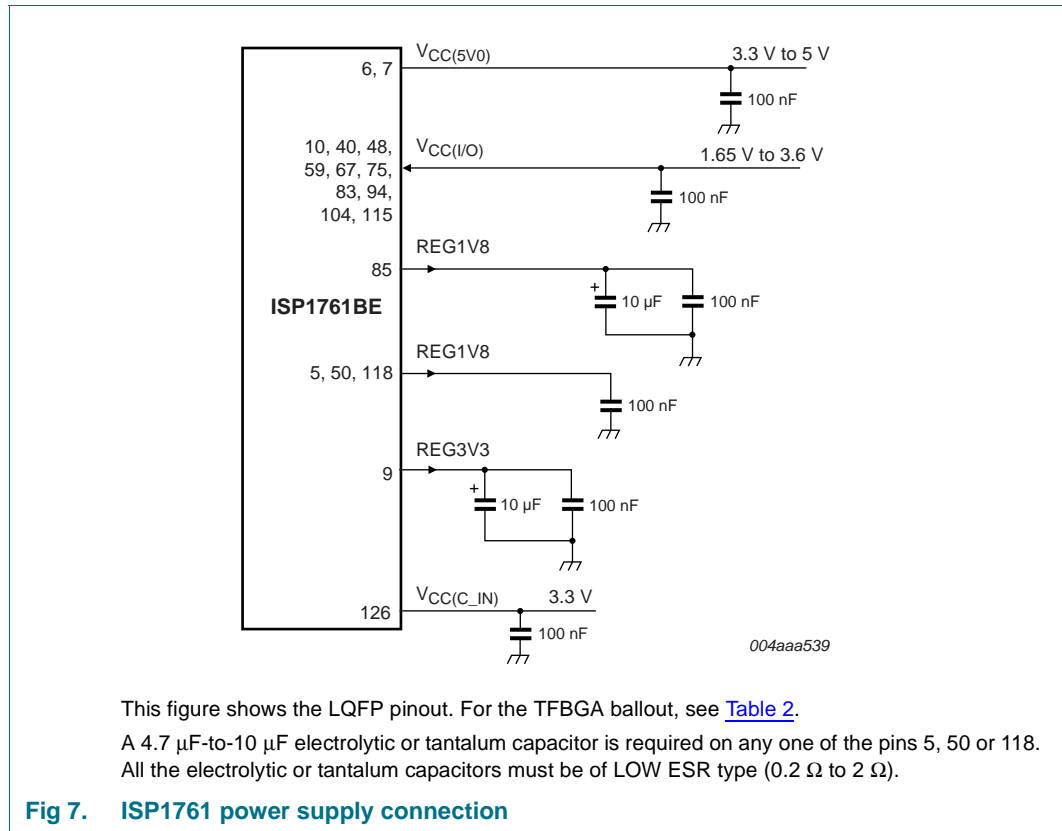 VCC(5V0)
3.3 V to 5 V
6, 7
100 nF
10, 40, 48,
59, 67, 75,
83, 94,
104, 115
VCC(I/O)
1.65 V to 3.6 V
100 nF
REG1V8
85
+
10 µF
100 nF
ISP1761BE
REG1V8
5, 50, 118
100 nF
REG3V3
9
+
10 µF
100 nF
VCC(C_IN)
3.3 V
126
100 nF
004aaa539
This figure shows the LQFP pinout. For the TFBGA ballout, see Table 2.
A 4.7 µF-to-10 µF electrolytic or tantalum capacitor is required on any one of the pins 5, 50 or 118.
All the electrolytic or tantalum capacitors must be of LOW ESR type (0.2 Ω to 2 Ω).
Fig 7. ISP1761 power supply connection